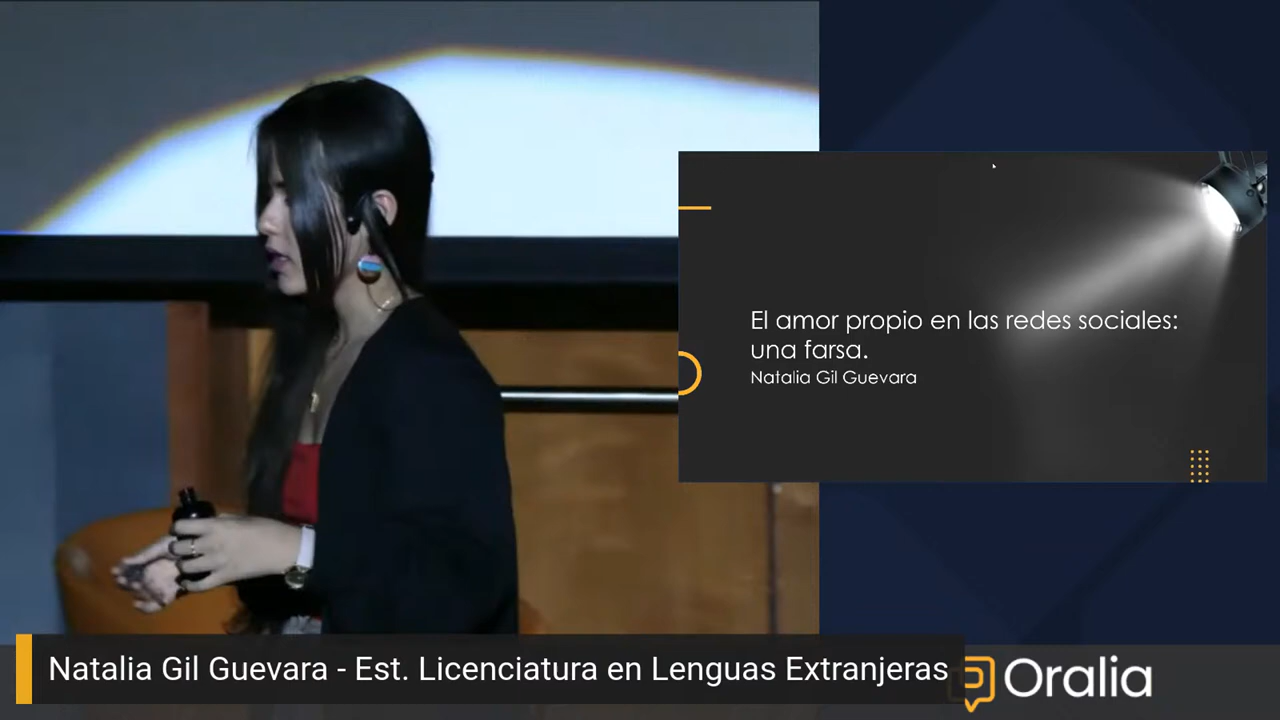 El amor propio en las redes sociales:
una farsa.
Natalia Gil Guevara
Natalia Gil Guevara - Est. Licenciatura en Lenguas Extranjeras
Oralia